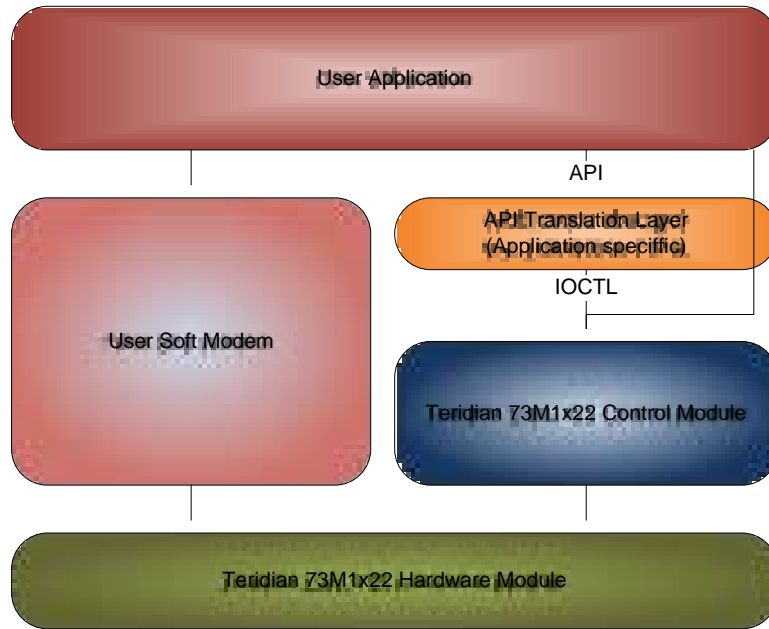 User Application
API
API Translation Layer
(Application speciffic)
IOCTL
User Soft Modem
Teridian 73M1x22 Control Module
Teridian 73M1x22 Hardware Module